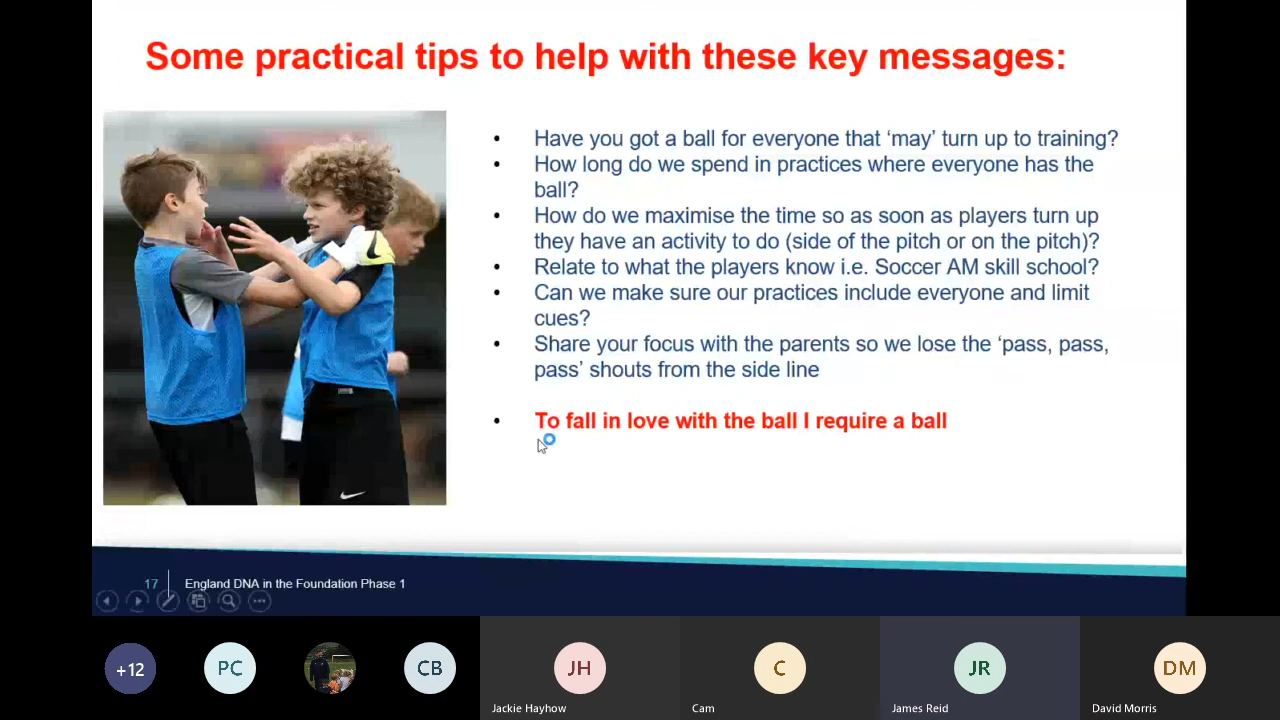 Some practical tips to help with these key messages:
• Have you got a ball for everyone that ‘may’ turn up to training?
• How long do we spend in practices where everyone has the
ball?
• How do we maximise the time so as soon as players turn up
they have an activity to do (side of the pitch or on the pitch)?
• Relate to what the players know i.e. Soccer AM skill school?
• Can we make sure our practices include everyone and limit
cues?
• Share your focus with the parents so we lose the ‘pass, pass,
pass’ shouts from the side line
• To fall in love with the ball I require a ball
17 England DNA in the Foundation Phase 1
+12
PC
CB
JH
C
JR
DM
Jackie Hayhow
Cam
James Reid
David Morris